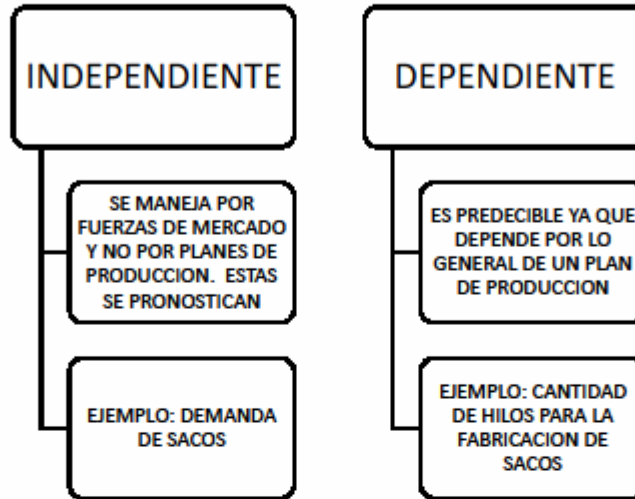 INDEPENDIENTE
SE MANEJA POR
FUERZAS DE MERCADO
Y NO POR PLANES DE
PRODUCCION. ESTAS
SE PRONOSTICAN
EJEMPLO: DEMANDA
DE SACOS
DEPENDIENTE
ES PREDECIBLE YA QUE
DEPENDE POR LO
GENERAL DE UN PLAN
DE PRODUCCION
EJEMPLO: CANTIDAD
DE HILOS PARA LA
FABRICACION DE
SACOS